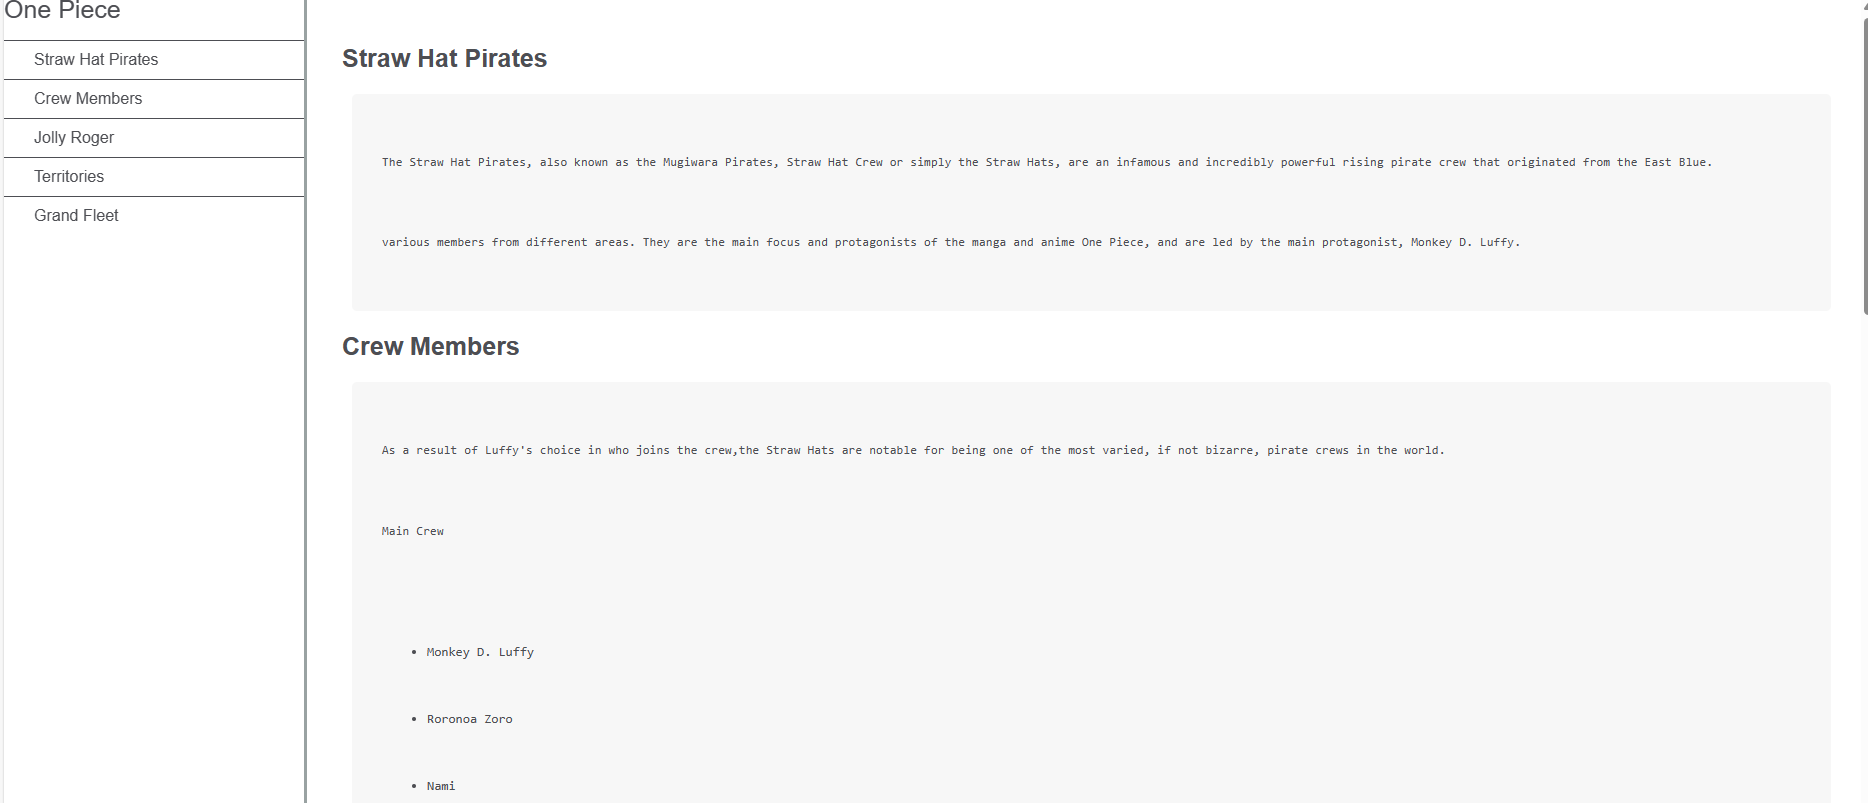 One Piece
Straw Hat Pirates
Crew Members
Jolly Roger
Territories
Grand Fleet
Straw Hat Pirates
The Straw Hat Pirates, also known as the Mugiwara Pirates, Straw Hat Crew or simply the Straw Hats, are an infamous and incredibly powerful rising pirate crew that originated from the East Blue.
various members from different areas. They are the main focus and protagonists of the manga and anime One Piece, and are led by the main protagonist, Monkey D. Luffy.
Crew Members
As a result of Luffy's choice in who joins the crew,the Straw Hats are notable for being one of the most varied, if not bizarre, pirate crews in the world.
Main Crew
• Monkey D. Luffy
• Roronoa Zoro
• Nami